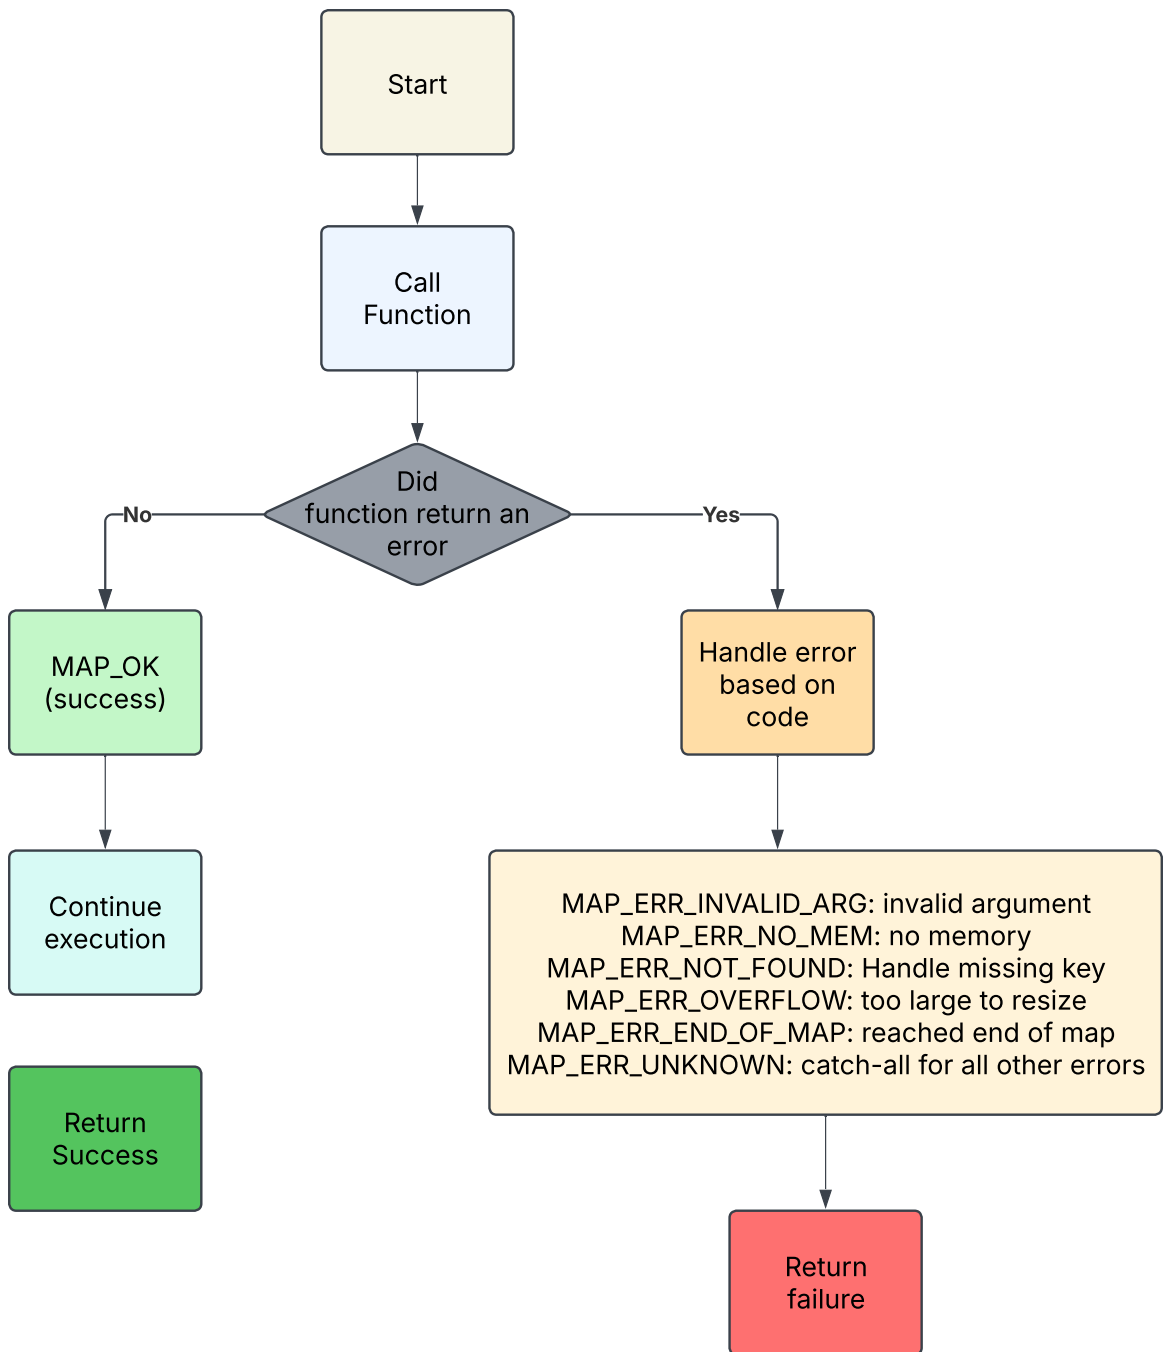 Start
Call
Function
Did
function return an
error
No
Yes
MAP_OK
(success)
Handle error
based on
code
Continue
execution
MAP_ERR_INVALID_ARG: invalid argument
MAP_ERR_NO_MEM: no memory
MAP_ERR_NOT_FOUND: Handle missing key
MAP_ERR_OVERFLOW: too large to resize
MAP_ERR_END_OF_MAP: reached end of map
MAP_ERR_UNKNOWN: catch-all for all other errors
Return
Success
Return
failure